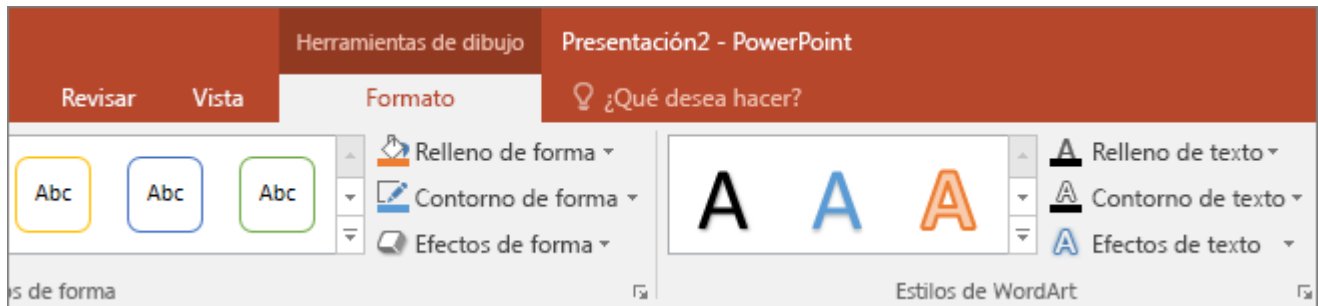 Herramientas de dibujo Presentación2 - PowerPoint
Revisar Vista Formato ¿Qué desea hacer?
Abc Abc Abc
Relleno de forma
Contorno de forma
Efectos de forma
A A A
Relleno de texto
Contorno de texto
Efectos de texto
os de forma Estilos de WordArt